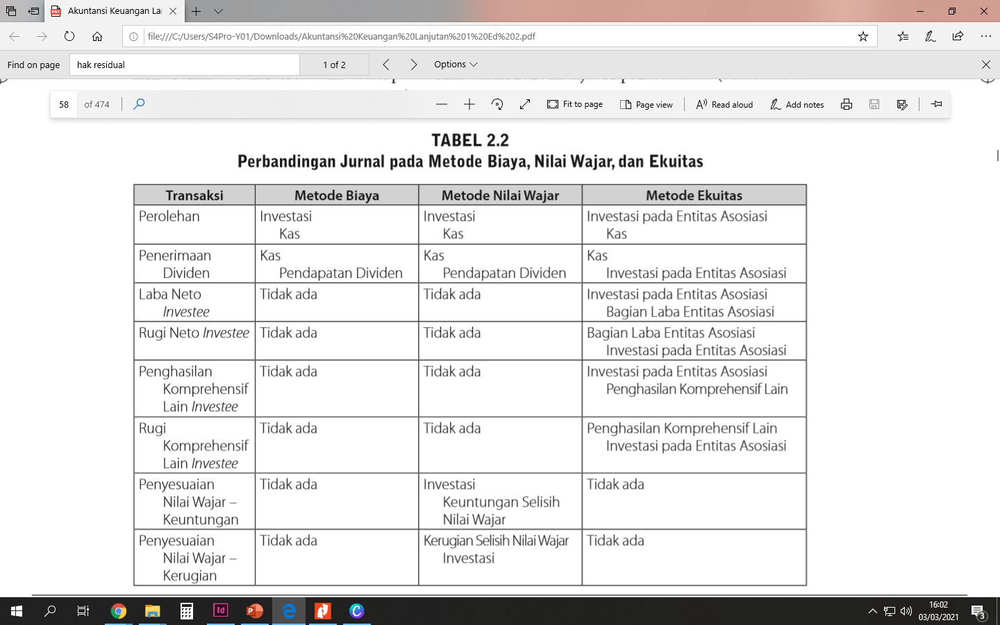 Akuntansi Keuangan La
file:///C:/Users/S4Pro-Y01/Downloads/Akuntansi%20Keuangan%20Lanjutan%201%20Ed%202.pdf
Find on page
hak residual
1 of 2
Options
58 of 474
Fit to page
Page view
Read aloud
Add notes
TABEL 2.2
Perbandingan Jurnal pada Metode Biaya, Nilai Wajar, dan Ekuitas
Transaksi Metode Biaya Metode Nilai Wajar Metode Ekuitas
Perolehan Investasi Investasi Investasi pada Entitas Asosiasi
Kas Kas Kas
Penerimaan Kas Kas Kas
Dividen Pendapatan Dividen Pendapatan Dividen Investasi pada Entitas Asosiasi
Laba Neto Tidak ada Tidak ada Investasi pada Entitas Asosiasi
Investee Bagian Laba Entitas Asosiasi
Rugi Neto Investee Tidak ada Tidak ada Bagian Laba Entitas Asosiasi
Investasi pada Entitas Asosiasi
Penghasilan Tidak ada Tidak ada Investasi pada Entitas Asosiasi
Komprehensif Penghasilan Komprehensif Lain
Lain Investee
Rugi Tidak ada Tidak ada Penghasilan Komprehensif Lain
Komprehensif Investasi pada Entitas Asosiasi
Lain Investee
Penyesuaian Tidak ada Investasi Tidak ada
Nilai Wajar – Keuntungan Selisih
Keuntungan Nilai Wajar
Penyesuaian Tidak ada Kerugian Selisih Nilai Wajar Tidak ada
Nilai Wajar – Investasi
Kerugian
16:02
03/03/2021
3